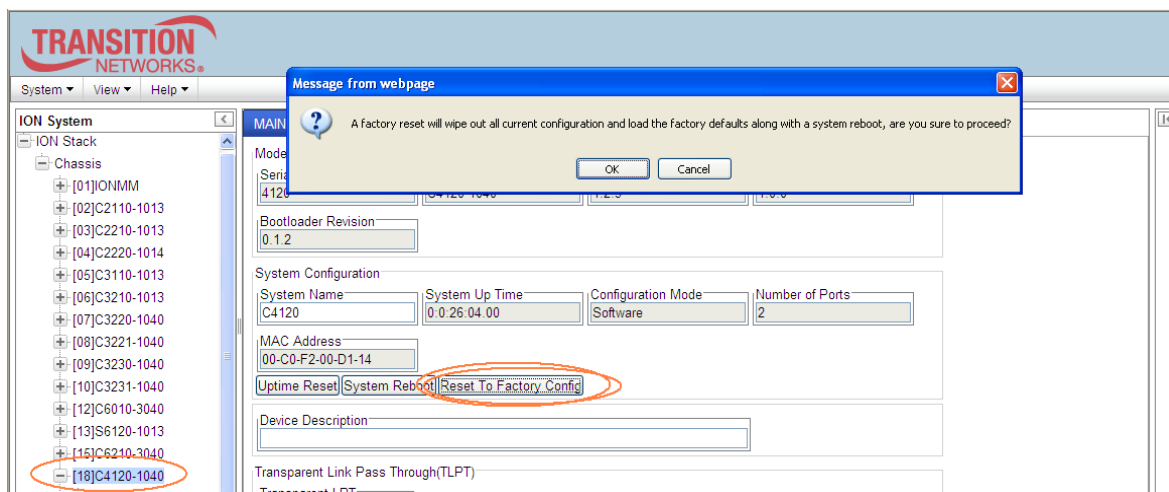 TRANSITION
NETWORKS®
System View Help
Message from webpage
A factory reset will wipe out all current configuration and load the factory defaults along with a system reboot, are you sure to proceed?
OK Cancel
ION System
ION Stack
Chassis
[01]IONMM
[02]C2110-1013
[03]C2210-1013
[04]C2220-1014
[05]C3110-1013
[06]C3210-1013
[07]C3220-1040
[08]C3221-1040
[09]C3230-1040
[10]C3231-1040
[12]C6010-3040
[13]S6120-1013
[15]C6210-3040
[18]C4120-1040
MAIN
Bootloader Revision
0.1.2
System Configuration
System Name System Up Time Configuration Mode Number of Ports
C4120 0:0:26:04.00 Software 2
MAC Address
00-C0-F2-00-D1-14
Uptime Reset System Reboot Reset To Factory Config
Device Description
Transparent Link Pass Through(TLPT)